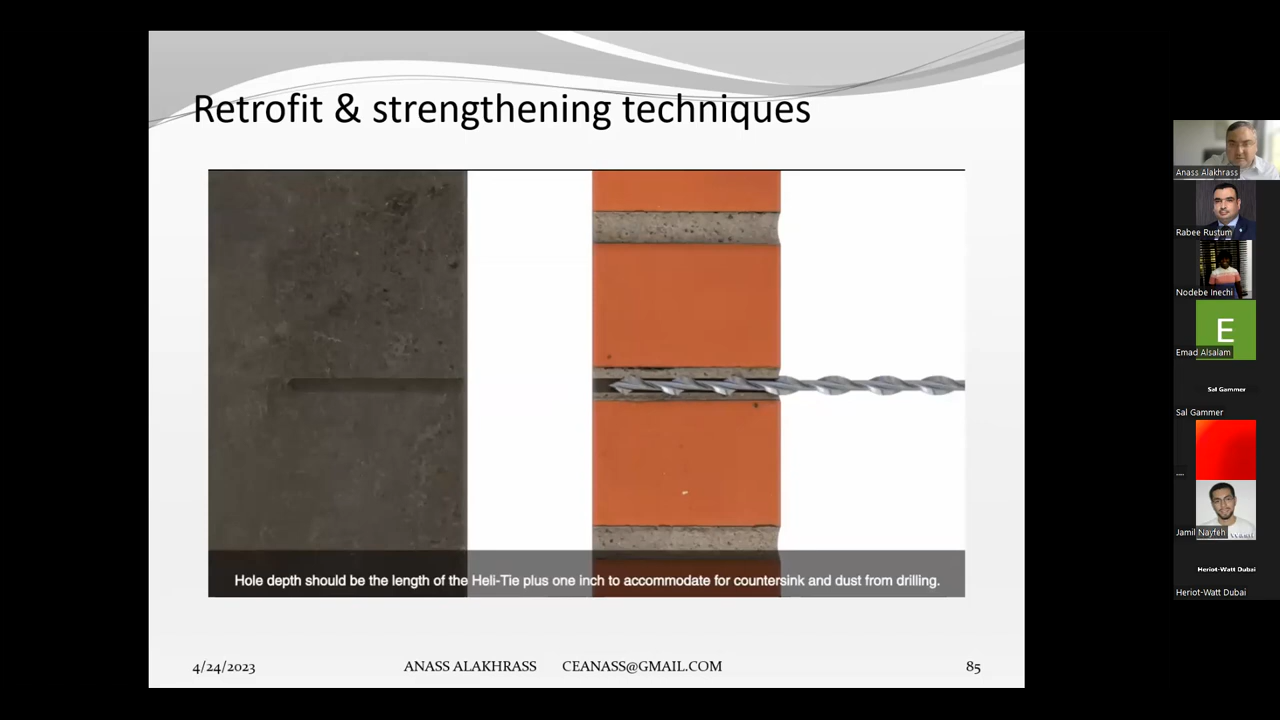 Retrofit & strengthening techniques
Hole depth should be the length of the Heli-Tie plus one inch to accommodate for countersink and dust from drilling.
4/24/2023 ANASS ALAKHRASS CEANASS@GMAIL.COM 85
Anass Alakhrass
Rabee Rustum
Nodebe Inechi
E
Emad Alsalam
Sal Gammer
Sal Gammer
....
Jamil Nayfeh
Heriot-Watt Dubai
Heriot-Watt Dubai